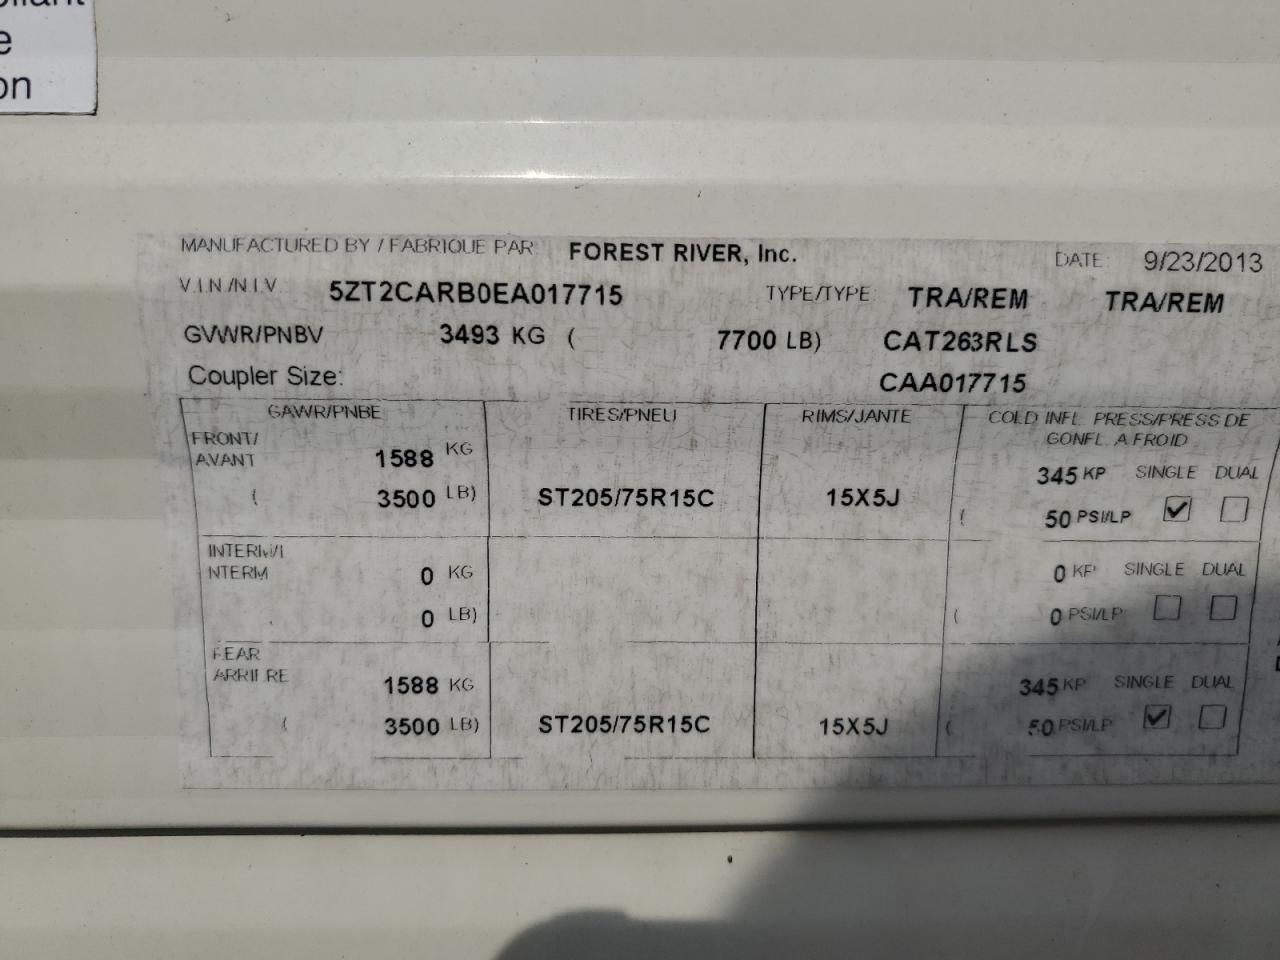 e
on
MANUFACTURED BY / FABRIQUE PAR: FOREST RIVER, Inc. DATE: 9/23/2013
V.I.N./N.I.V. 5ZT2CARB0EA017715 TYPE/TYPE: TRA/REM TRA/REM
GVWR/PNBV 3493 KG ( 7700 LB) CAT263RLS
Coupler Size: CAA017715
GAWR/PNBE TIRES/PNEU RIMS/JANTE COLD INFL. PRESS/PRESS DE
GONFL. A FROID
FRONT/
AVANT 1588 KG 345 KP SINGLE DUAL
( 3500 LB) ST205/75R15C 15X5J ( 50 PSI/LP
INTERM/I
NTERM 0 KG 0 KP SINGLE DUAL
0 LB) ( 0 PSI/LP
REAR
ARRIERE 1588 KG 345 KP SINGLE DUAL
( 3500 LB) ST205/75R15C 15X5J ( 50 PSI/LP